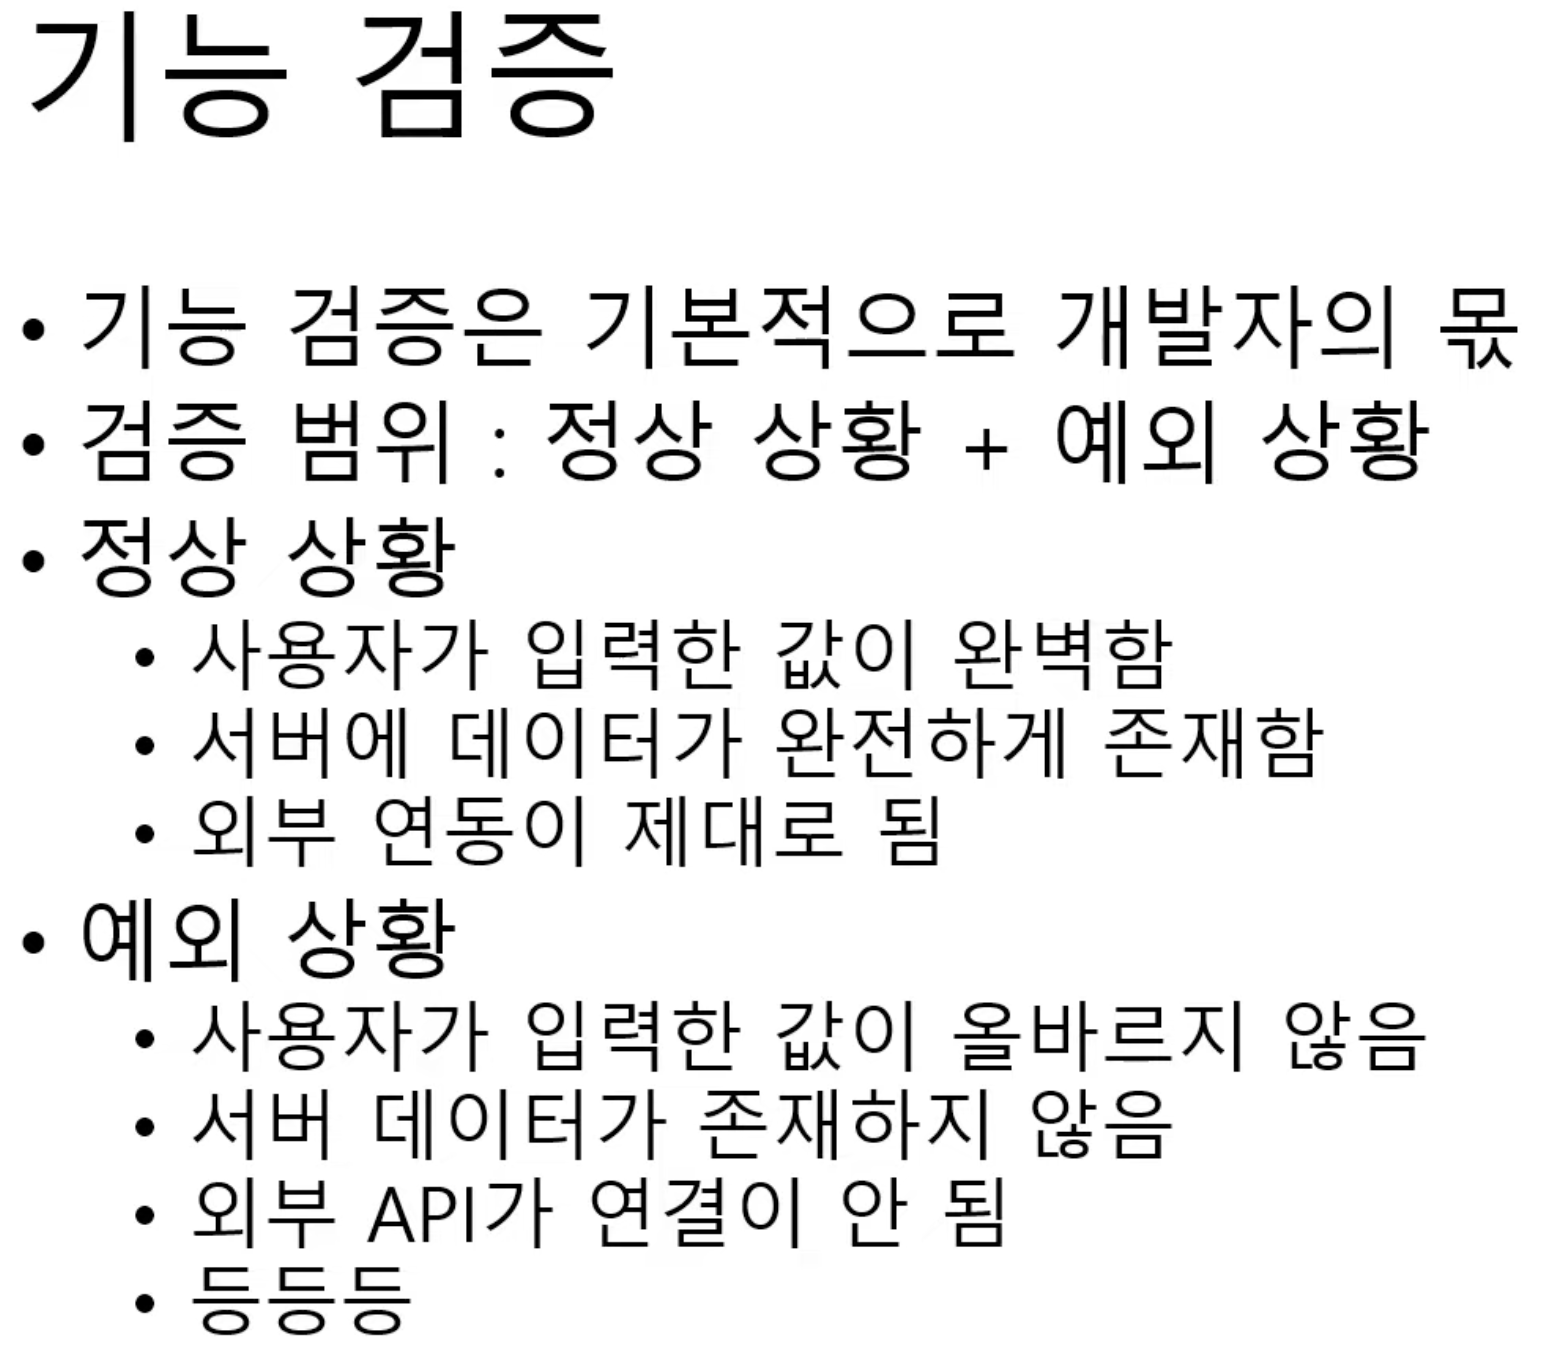 기능 검증
• 기능 검증은 기본적으로 개발자의 몫
• 검증 범위 : 정상 상황 + 예외 상황
• 정상 상황
• 사용자가 입력한 값이 완벽함
• 서버에 데이터가 완전하게 존재함
• 외부 연동이 제대로 됨
• 예외 상황
• 사용자가 입력한 값이 올바르지 않음
• 서버 데이터가 존재하지 않음
• 외부 API가 연결이 안 됨
• 등등등